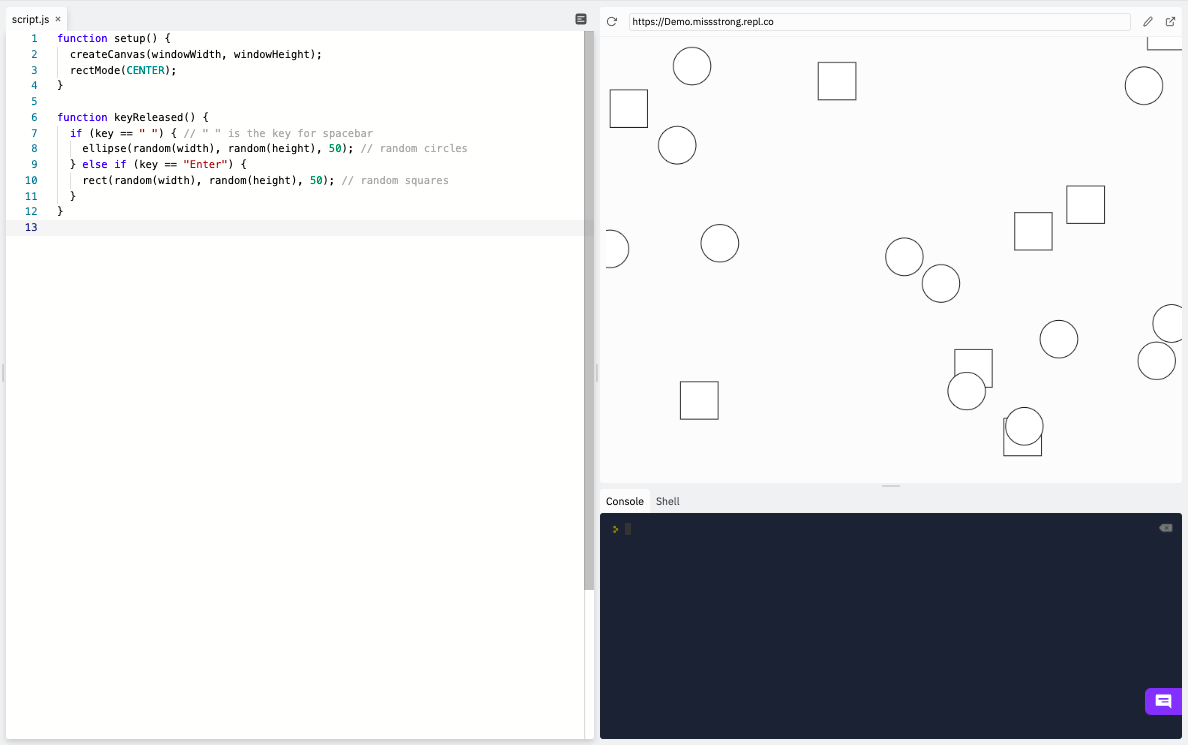 script.js ×
https://Demo.missstrong.repl.co
1 function setup() {
2   createCanvas(windowWidth, windowHeight);
3   rectMode(CENTER);
4 }
5
6 function keyReleased() {
7   if (key == " ") { // " " is the key for spacebar
8     ellipse(random(width), random(height), 50); // random circles
9   } else if (key == "Enter") {
10     rect(random(width), random(height), 50); // random squares
11   }
12 }
13
Console Shell